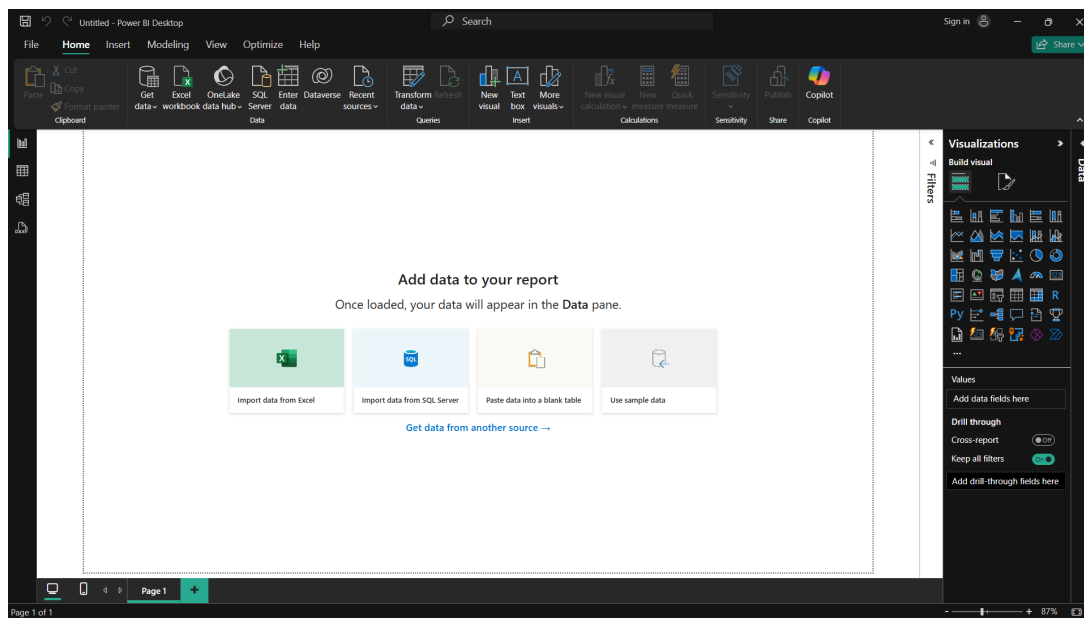 Untitled - Power BI Desktop
Search
Sign in
File Home Insert Modeling View Optimize Help
Share
Paste
Cut
Copy
Format painter
Clipboard
Get data
Excel workbook
OneLake data hub
SQL Server
Enter data
Dataverse
Recent sources
Data
Transform data
Refresh
Queries
New visual
Text box
More visuals
Insert
New visual calculation
New measure
Quick measure
Calculations
Sensitivity
Sensitivity
Publish
Share
Copilot
Copilot
Add data to your report
Once loaded, your data will appear in the Data pane.
X
SQL
Import data from Excel
Import data from SQL Server
Paste data into a blank table
Use sample data
Get data from another source →
Filters
Visualizations
Build visual
123
R
Py
...
Values
Add data fields here
Drill through
Cross-report
Off
Keep all filters
On
Add drill-through fields here
Data
Page 1
+
Page 1 of 1
- + 87%